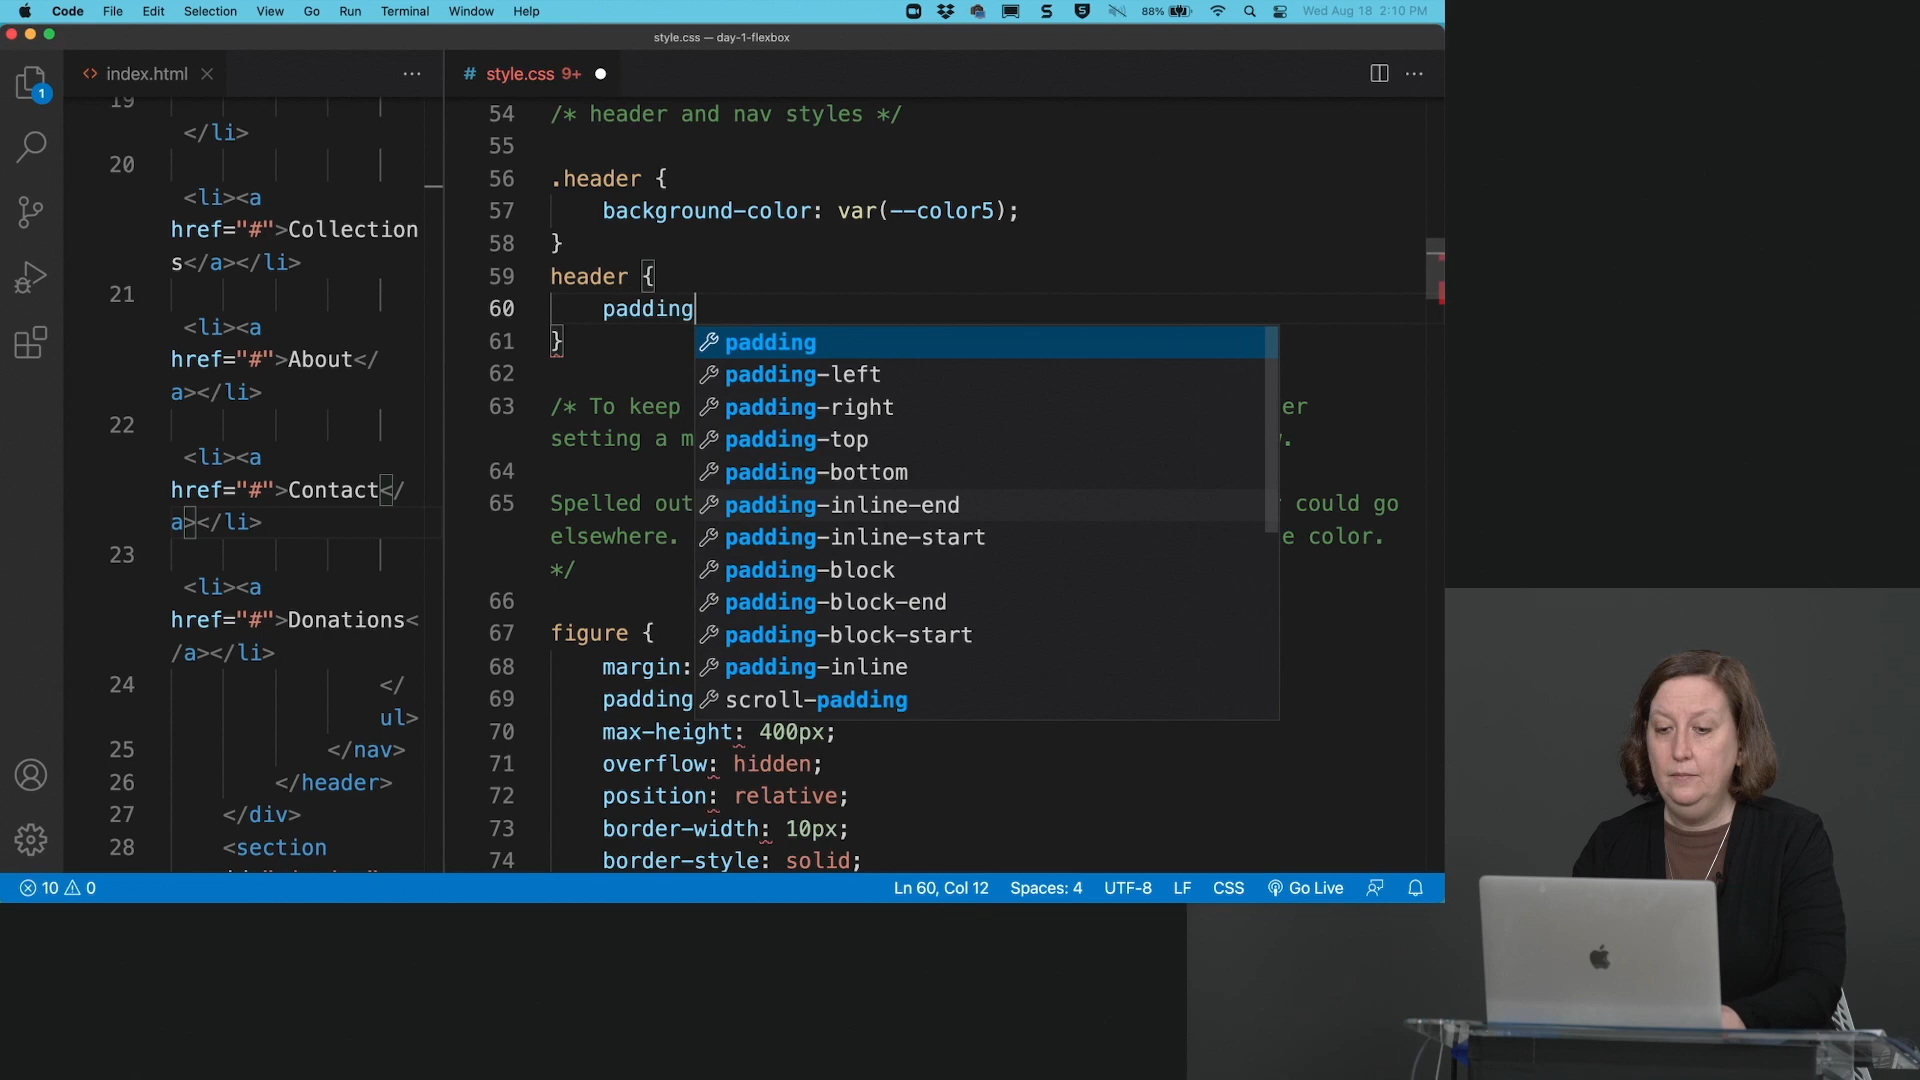 Code File Edit Selection View Go Run Terminal Window Help 88% Wed Aug 18 2:10 PM
style.css — day-1-flexbox
1
<> index.html ···
# style.css 9+ ···
19
</li>
20
<li><a
href="#">Collection
s</a></li>
21
<li><a
href="#">About</
a></li>
22
<li><a
href="#">Contact</
a></li>
23
<li><a
href="#">Donations<
/a></li>
24 </
ul>
25 </nav>
26 </header>
27 </div>
28 <section
54 /* header and nav styles */
55
56 .header {
57 background-color: var(--color5);
58 }
59 header {
60 padding
61 }
62
63 /* To keep er
setting a m .
64
65 Spelled out could go
elsewhere. e color.
*/
66
67 figure {
68 margin:
69 padding
70 max-height: 400px;
71 overflow: hidden;
72 position: relative;
73 border-width: 10px;
74 border-style: solid;
padding
padding-left
padding-right
padding-top
padding-bottom
padding-inline-end
padding-inline-start
padding-block
padding-block-end
padding-block-start
padding-inline
scroll-padding
10 0 Ln 60, Col 12 Spaces: 4 UTF-8 LF CSS Go Live